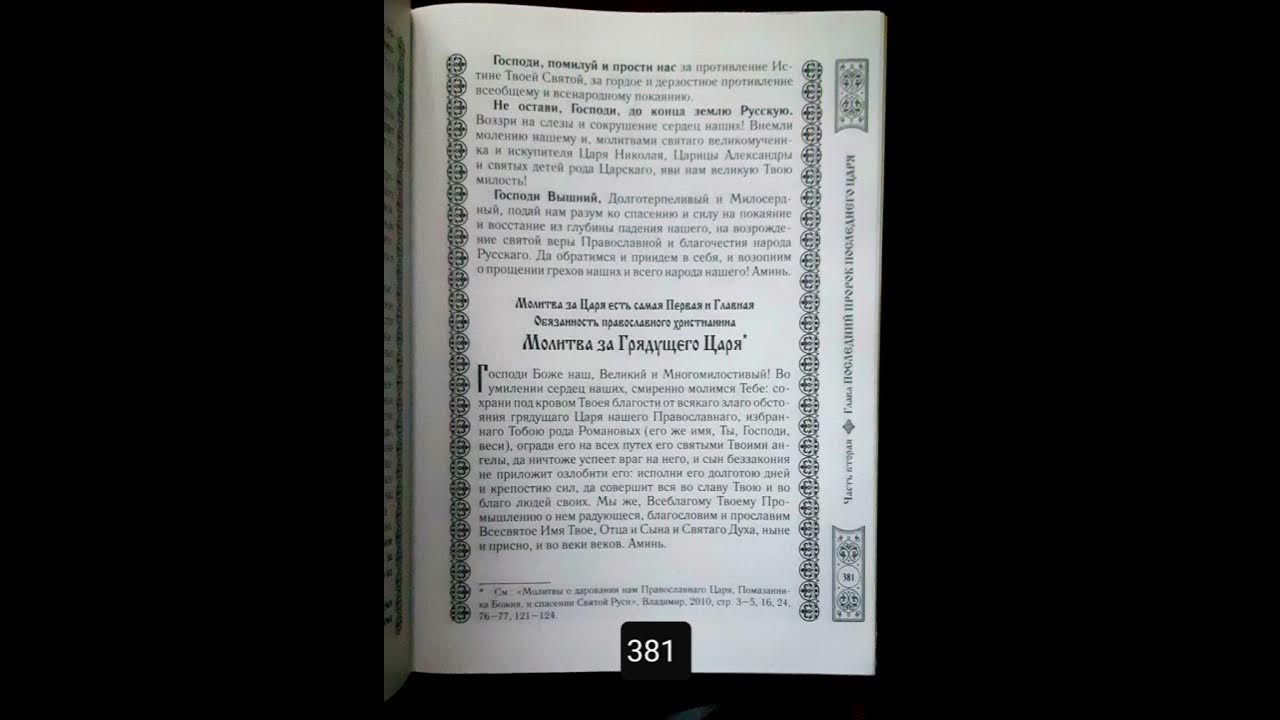 Господи, помилуй и прости нас за противление Ис-
тине Твоей Святой, за гордое и дерзостное противление
всеобщему и всенародному покаянию.
Не остави, Господи, до конца землю Русскую.
Воззри на слезы и сокрушение сердец наших! Внемли
молению нашему и, молитвами святаго великомучени-
ка и искупителя Царя Николая, Царицы Александры
и святых детей рода Царскаго, яви нам великую Твою
милость!
Господи Вышний, Долготерпеливый и Милосерд-
ный, подай нам разум ко спасению и силу на покаяние
и восстание из глубины падения нашего, на возрожде-
ние святой веры Православной и благочестия народа
Русскаго. Да обратимся и приидем в себя, и возопиим
о прощении грехов наших и всего народа нашего! Аминь.
Молитва за Царя есть самая Первая и Главная
Обязанность православного христианина
Молитва за Грядущего Царя*
Господи Боже наш, Великий и Многомилостивый! Во
умилении сердец наших, смиренно молимся Тебе: со-
храни под кровом Твоея благости от всякаго злаго обсто-
яния грядущаго Царя нашего Православнаго, избран-
наго Тобою рода Романовых (его же имя, Ты, Господи,
веси), огради его на всех путех его святыми Твоими ан-
гелы, да ничтоже успеет враг на него, и сын беззакония
не приложит озлобити его: исполни его долготою дней
и крепостию сил, да совершит вся во славу Твою и во
благо людей своих. Мы же, Всеблагому Твоему Про-
мышлению о нем радующеся, благословим и прославим
Всесвятое Имя Твое, Отца и Сына и Святаго Духа, ныне
и присно, и во веки веков. Аминь.
* См.: «Молитвы о даровании нам Православнаго Царя, Помазанни-
ка Божия, и спасении Святой Руси», Владимир, 2010, стр. 3—5, 16, 24,
76—77, 121—124.
Часть вторая ❖ Глава ПОСЛЕДНИЙ ПРОРОК ПОСЛЕДНЕГО ЦАРЯ
381
381